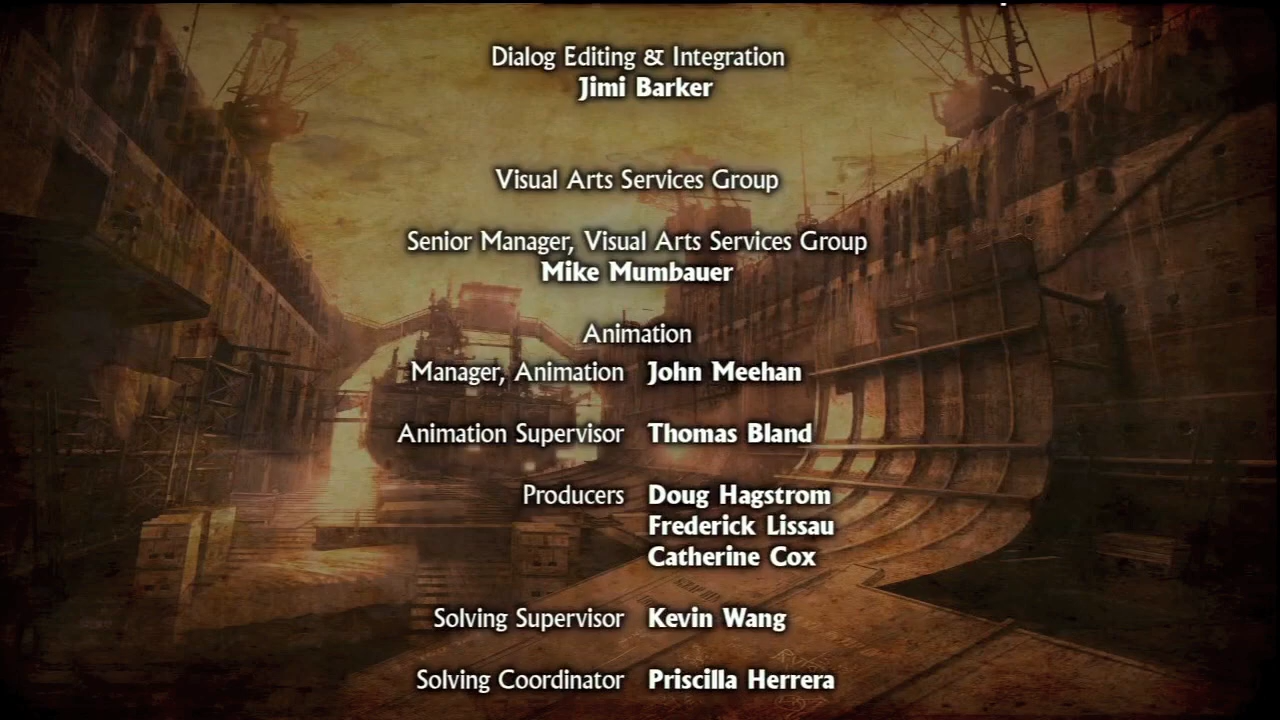 Dialog Editing & Integration
Jimi Barker
Visual Arts Services Group
Senior Manager, Visual Arts Services Group
Mike Mumbauer
Animation
Manager, Animation John Meehan
Animation Supervisor Thomas Bland
Producers Doug Hagstrom
Frederick Lissau
Catherine Cox
Solving Supervisor Kevin Wang
Solving Coordinator Priscilla Herrera